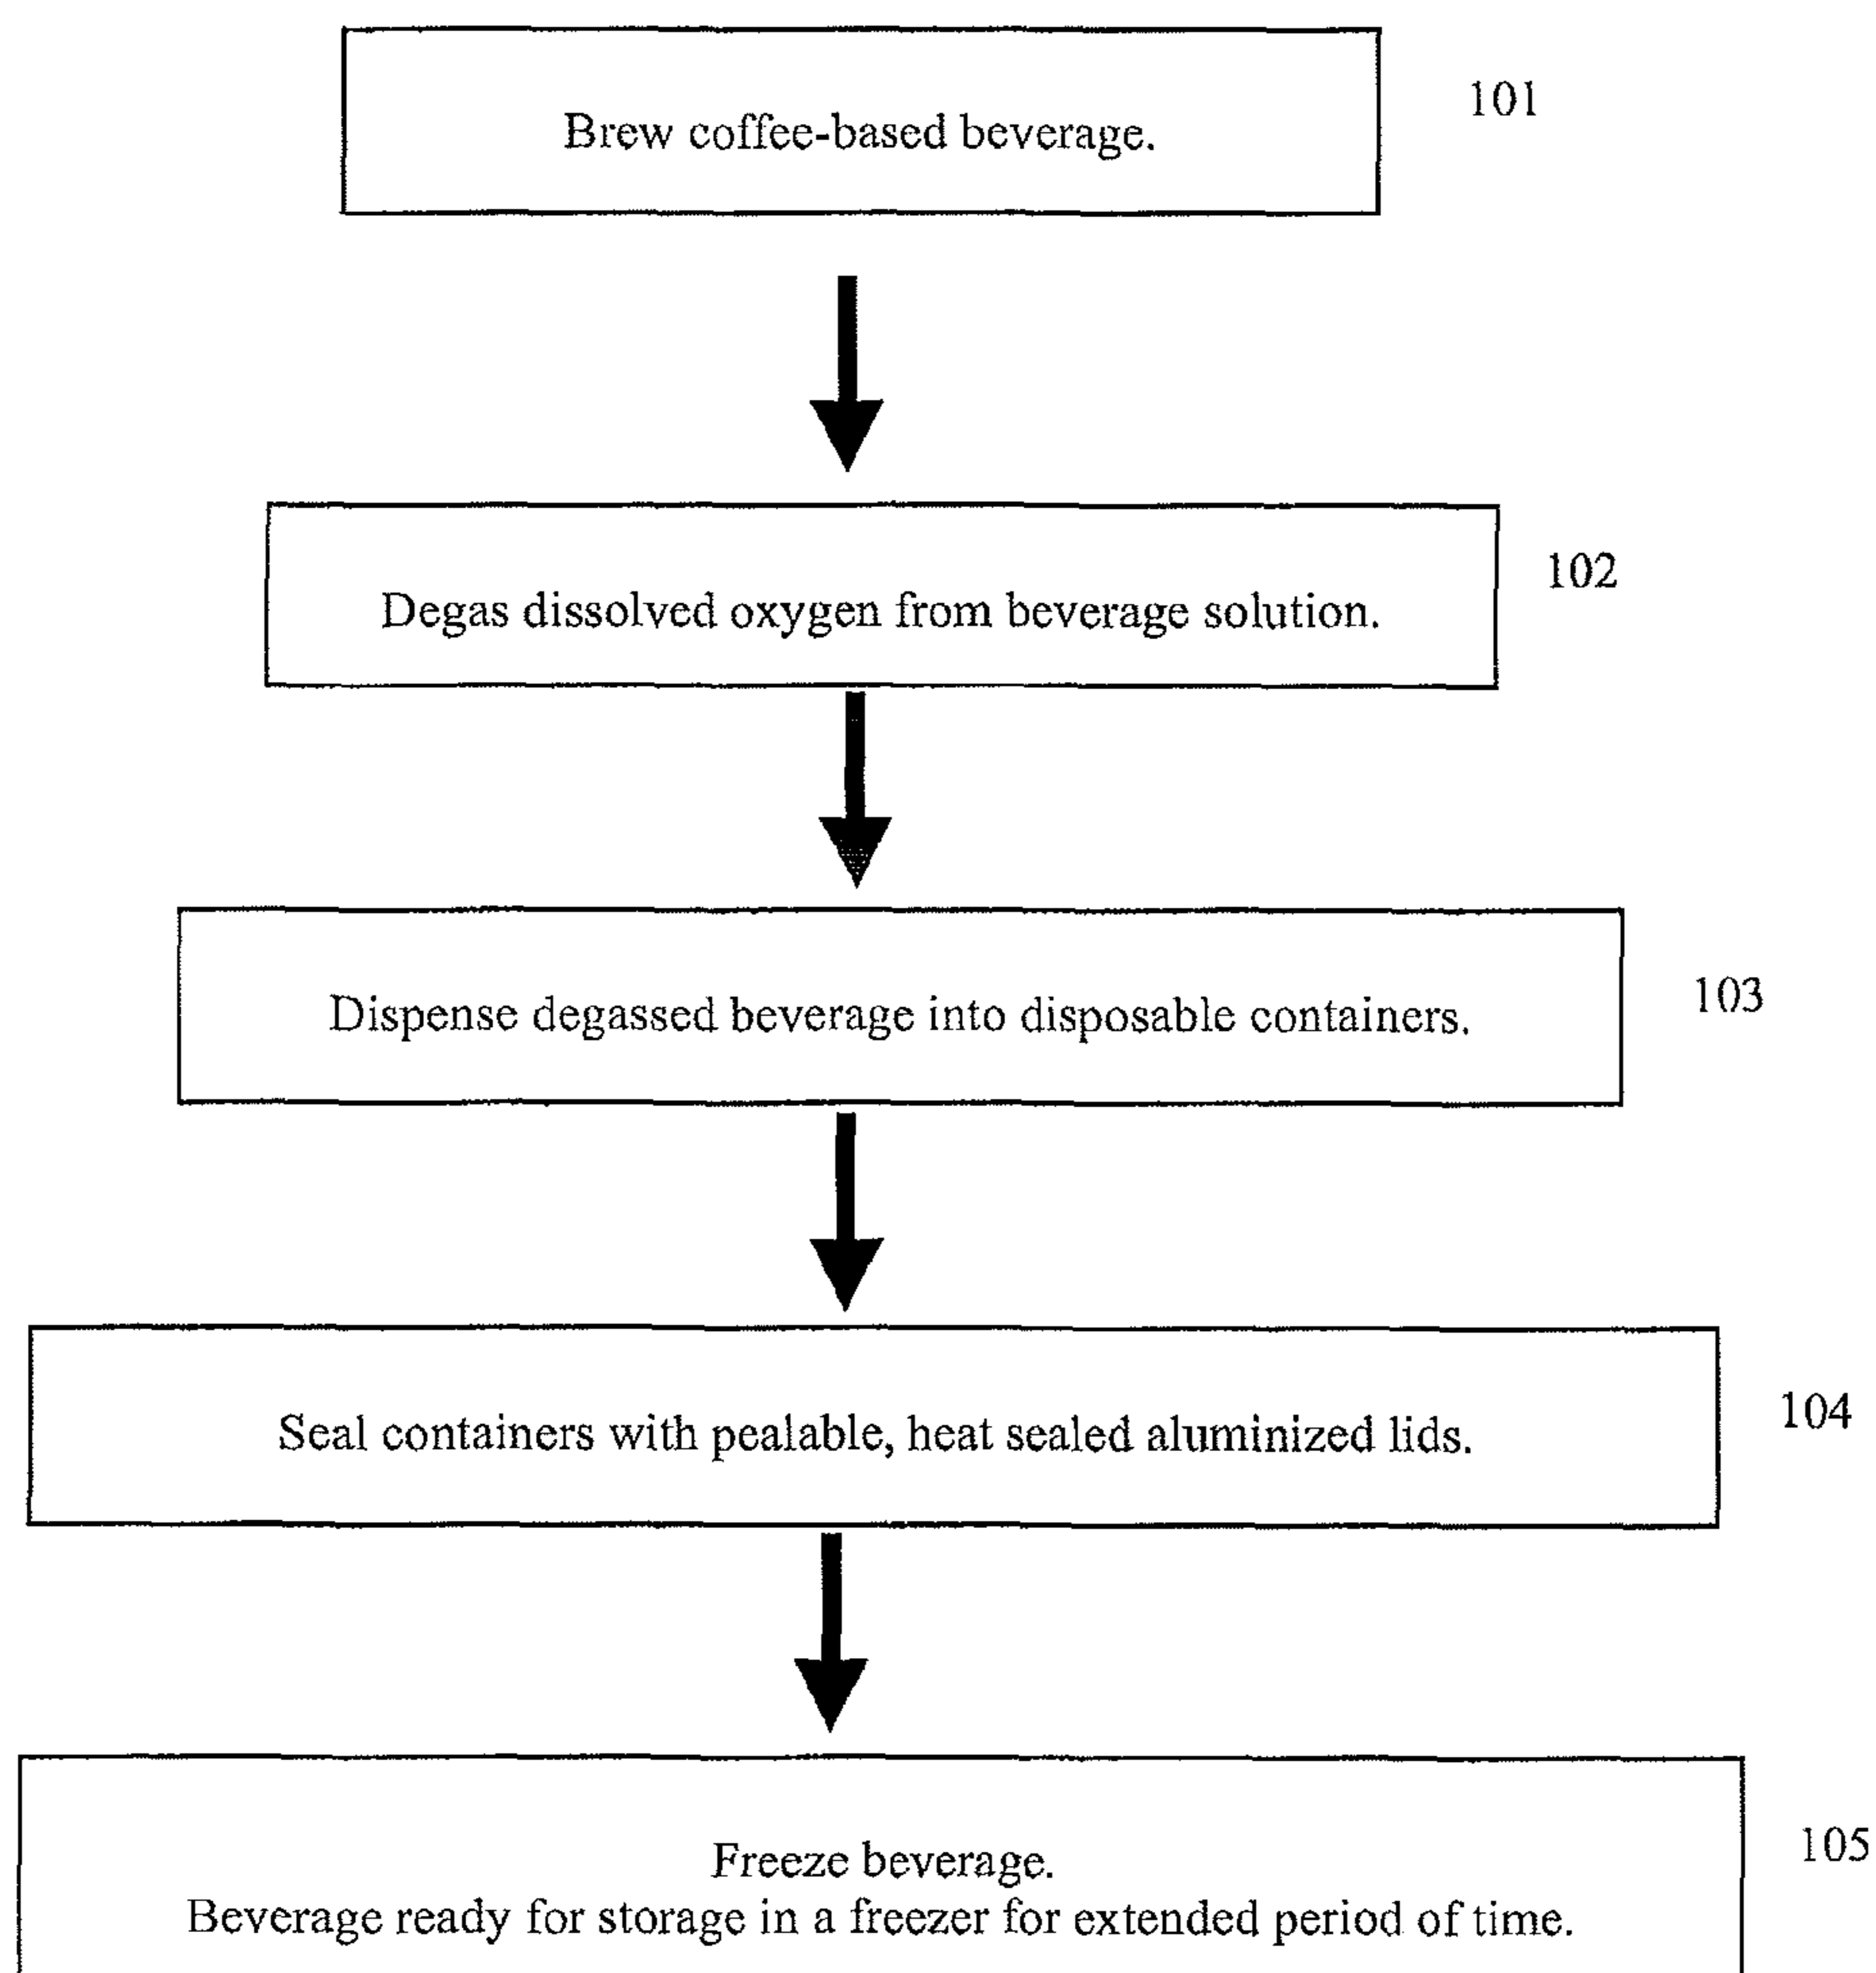 Brew coffee-based beverage.
101
Degas dissolved oxygen from beverage solution.
102
Dispense degassed beverage into disposable containers.
103
Seal containers with pealable, heat sealed aluminized lids.
104
Freeze beverage.
Beverage ready for storage in a freezer for extended period of time.
105